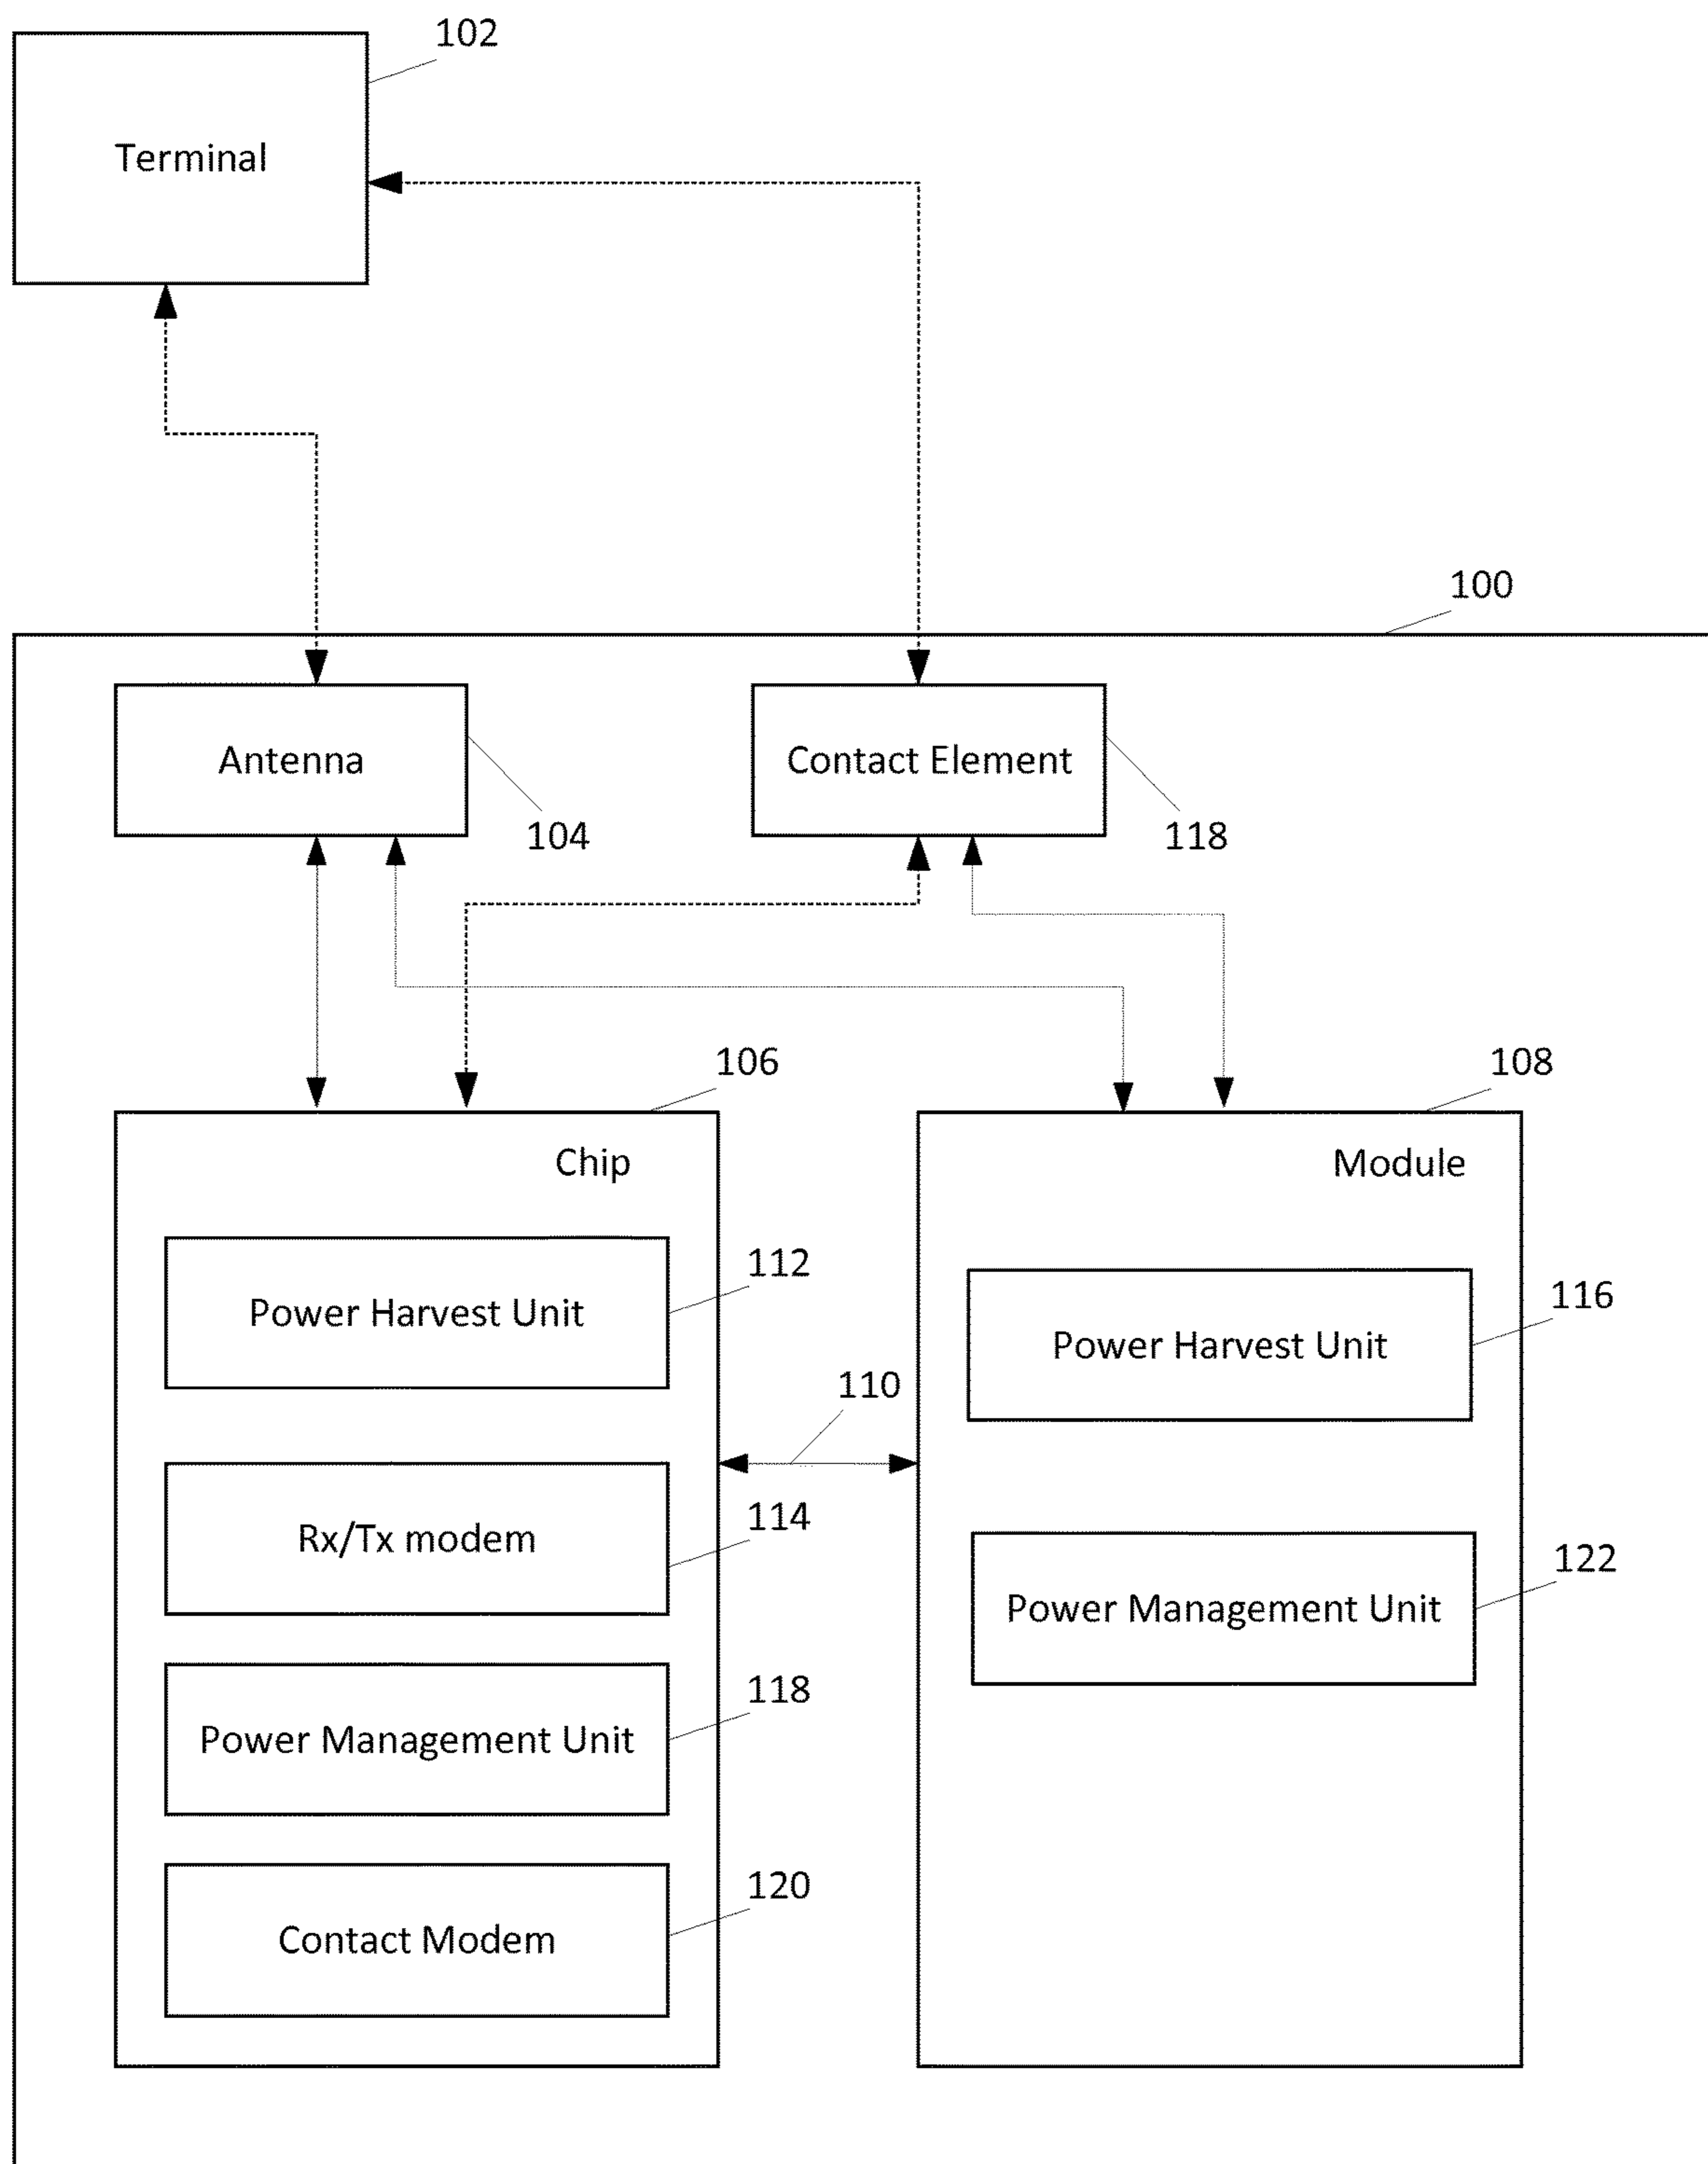 102
Terminal
100
Antenna
Contact Element
104
118
106
108
Chip
Module
112
Power Harvest Unit
116
Power Harvest Unit
110
114
Rx/Tx modem
122
Power Management Unit
118
Power Management Unit
120
Contact Modem